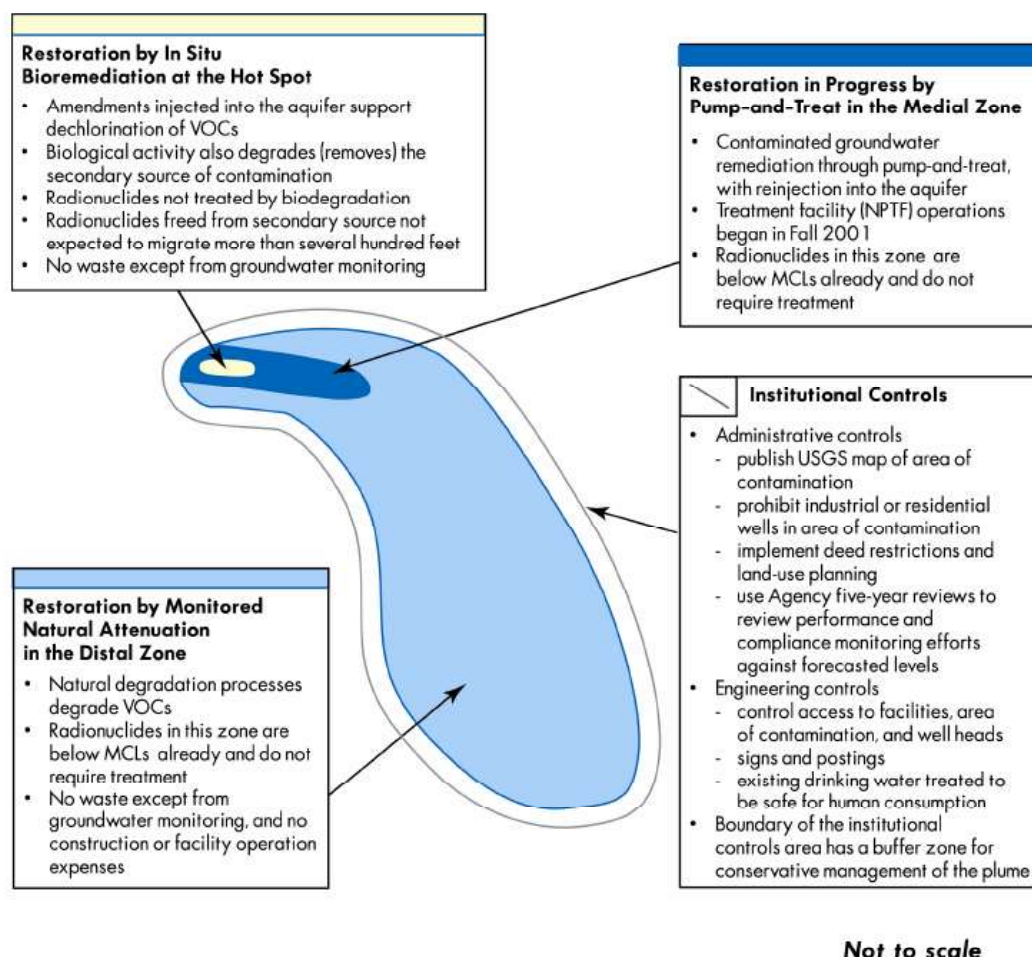 Restoration by In Situ
Bioremediation at the Hot Spot
• Amendments injected into the aquifer support
dechlorination of VOCs
• Biological activity also degrades (removes) the
secondary source of contamination
• Radionuclides not treated by biodegradation
• Radionuclides freed from secondary source not
expected to migrate more than several hundred feet
• No waste except from groundwater monitoring
Restoration in Progress by
Pump-and-Treat in the Medial Zone
• Contaminated groundwater
remediation through pump-and-treat,
with reinjection into the aquifer
• Treatment facility (NPTF) operations
began in Fall 2001
• Radionuclides in this zone are
below MCLs already and do not
require treatment
Institutional Controls
• Administrative controls
- publish USGS map of area of
contamination
- prohibit industrial or residential
wells in area of contamination
- implement deed restrictions and
land-use planning
- use Agency five-year reviews to
review performance and
compliance monitoring efforts
against forecasted levels
• Engineering controls
- control access to facilities, area
of contamination, and well heads
- signs and postings
- existing drinking water treated to
be safe for human consumption
• Boundary of the institutional
controls area has a buffer zone for
conservative management of the plume
Restoration by Monitored
Natural Attenuation
in the Distal Zone
• Natural degradation processes
degrade VOCs
• Radionuclides in this zone are
below MCLs already and do not
require treatment
• No waste except from
groundwater monitoring, and no
construction or facility operation
expenses
Not to scale